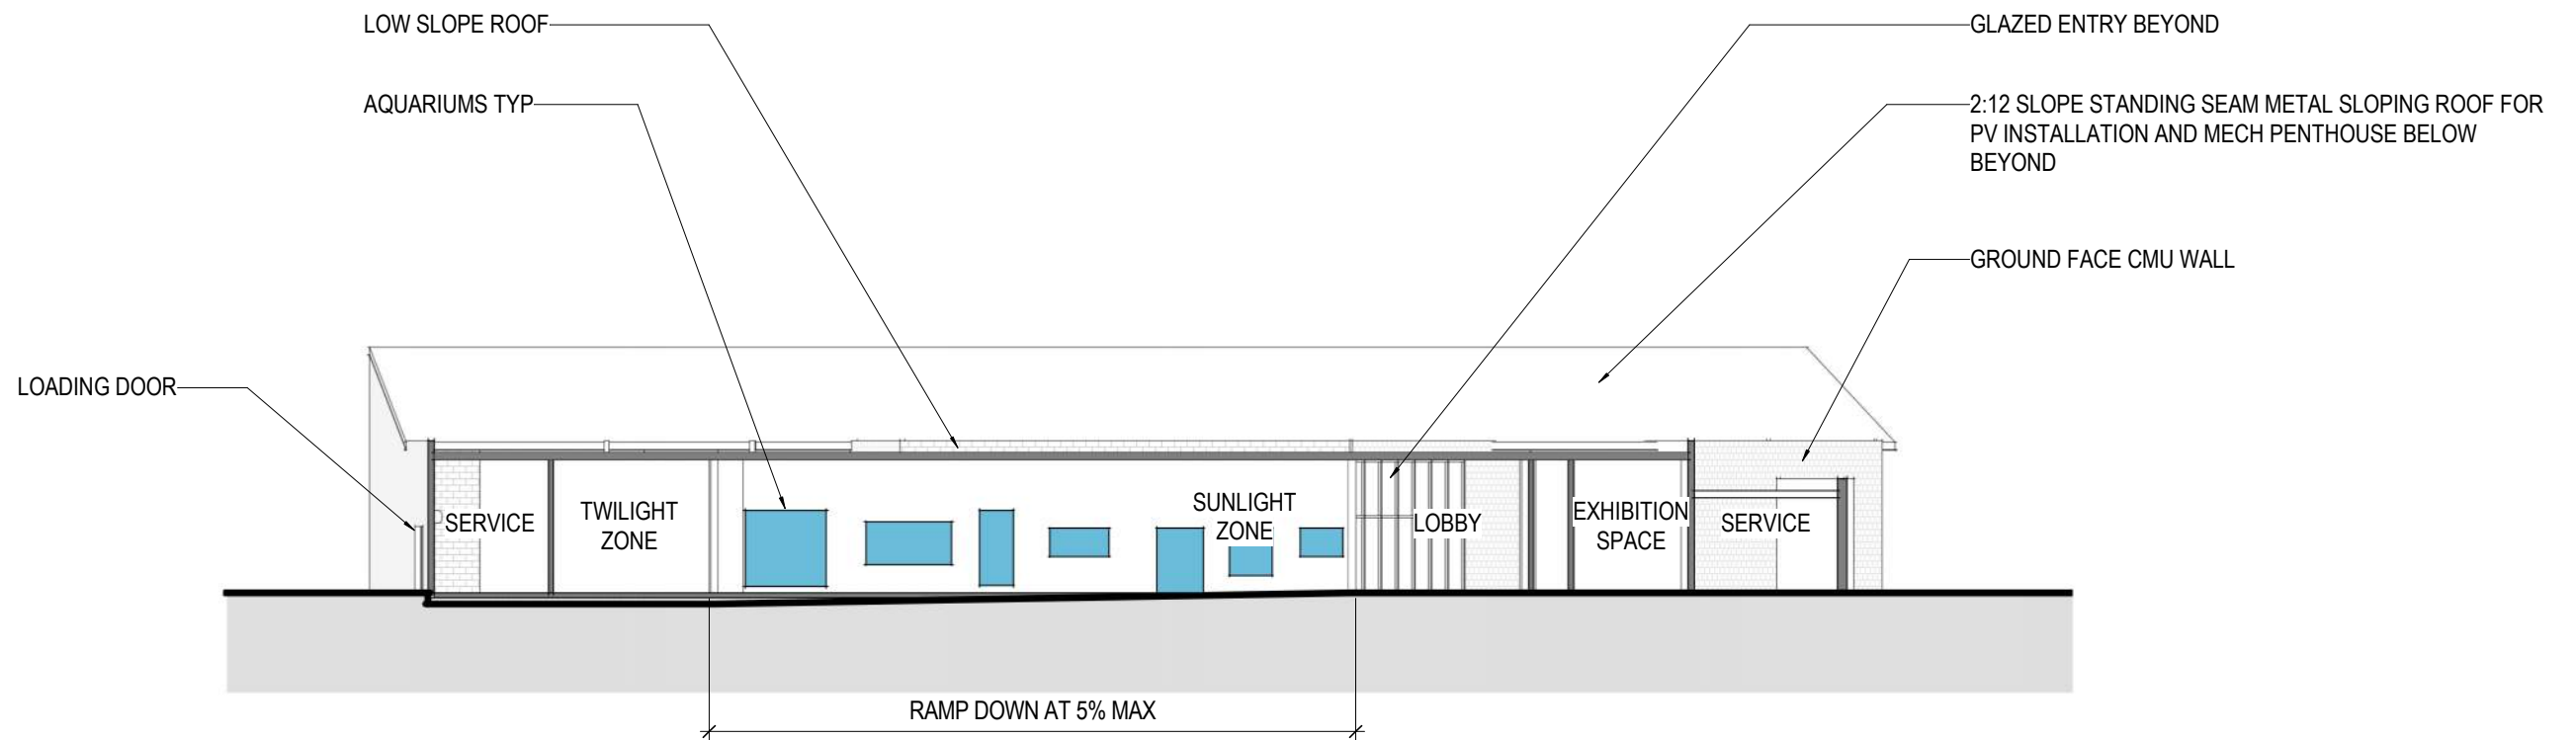 LOW SLOPE ROOF
GLAZED ENTRY BEYOND
AQUARIUMS TYP
2:12 SLOPE STANDING SEAM METAL SLOPING ROOF FOR
PV INSTALLATION AND MECH PENTHOUSE BELOW
BEYOND
GROUND FACE CMU WALL
LOADING DOOR
SERVICE
TWILIGHT
ZONE
SUNLIGHT
ZONE
LOBBY
EXHIBITION
SPACE
SERVICE
RAMP DOWN AT 5% MAX